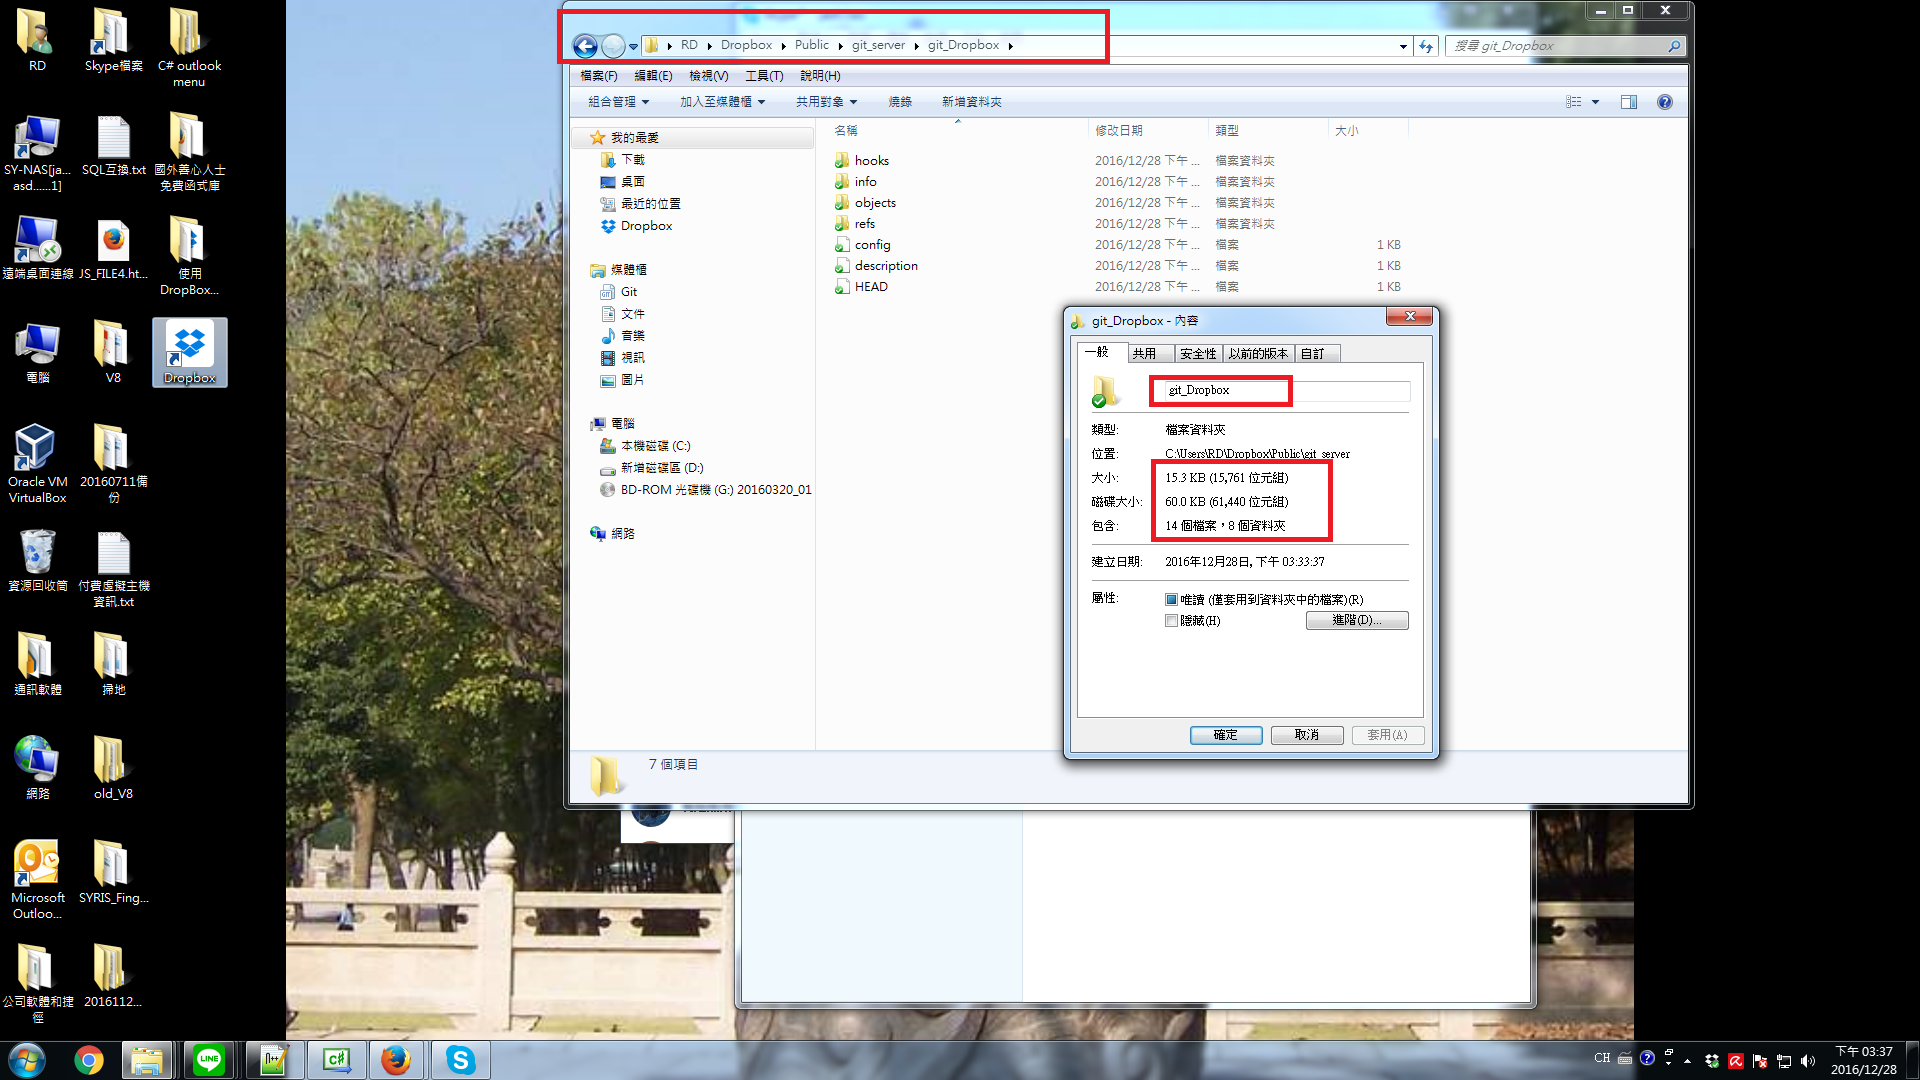 RD
Skype檔案
C# outlook
menu
SY-NAS[ja...
asd......1]
SQL互換.txt
國外善心人士
免費函式庫
遠端桌面連線
JS_FILE4.ht...
使用
DropBox...
電腦
V8
Dropbox
Oracle VM
VirtualBox
20160711備
份
資源回收筒
付費虛擬主機
資訊.txt
通訊軟體
掃地
網路
old_V8
Microsoft
Outloo...
SYRIS_Fing...
公司軟體和捷
徑
2016112...
RD
Dropbox
Public
git_server
git_Dropbox
搜尋 git_Dropbox
檔案(F)
編輯(E)
檢視(V)
工具(T)
說明(H)
組合管理
加入至媒體櫃
共用對象
燒錄
新增資料夾
我的最愛
下載
桌面
最近的位置
Dropbox
媒體櫃
Git
文件
音樂
視訊
圖片
電腦
本機磁碟 (C:)
新增磁碟區 (D:)
BD-ROM 光碟機 (G:) 20160320_01
網路
名稱
修改日期
類型
大小
hooks 2016/12/28 下午 ... 檔案資料夾
info 2016/12/28 下午 ... 檔案資料夾
objects 2016/12/28 下午 ... 檔案資料夾
refs 2016/12/28 下午 ... 檔案資料夾
config 2016/12/28 下午 ... 檔案 1 KB
description 2016/12/28 下午 ... 檔案 1 KB
HEAD 2016/12/28 下午 ... 檔案 1 KB
7 個項目
git_Dropbox - 內容
一般
共用
安全性
以前的版本
自訂
git_Dropbox
類型: 檔案資料夾
位置: C:\Users\RD\Dropbox\Public\git_server
大小: 15.3 KB (15,761 位元組)
磁碟大小: 60.0 KB (61,440 位元組)
包含: 14 個檔案，8 個資料夾
建立日期: 2016年12月28日, 下午 03:33:37
屬性: 唯讀 (僅套用到資料夾中的檔案)(R)
隱藏(H)
進階(D)...
確定
取消
套用(A)
LINE
CH
下午 03:37
2016/12/28